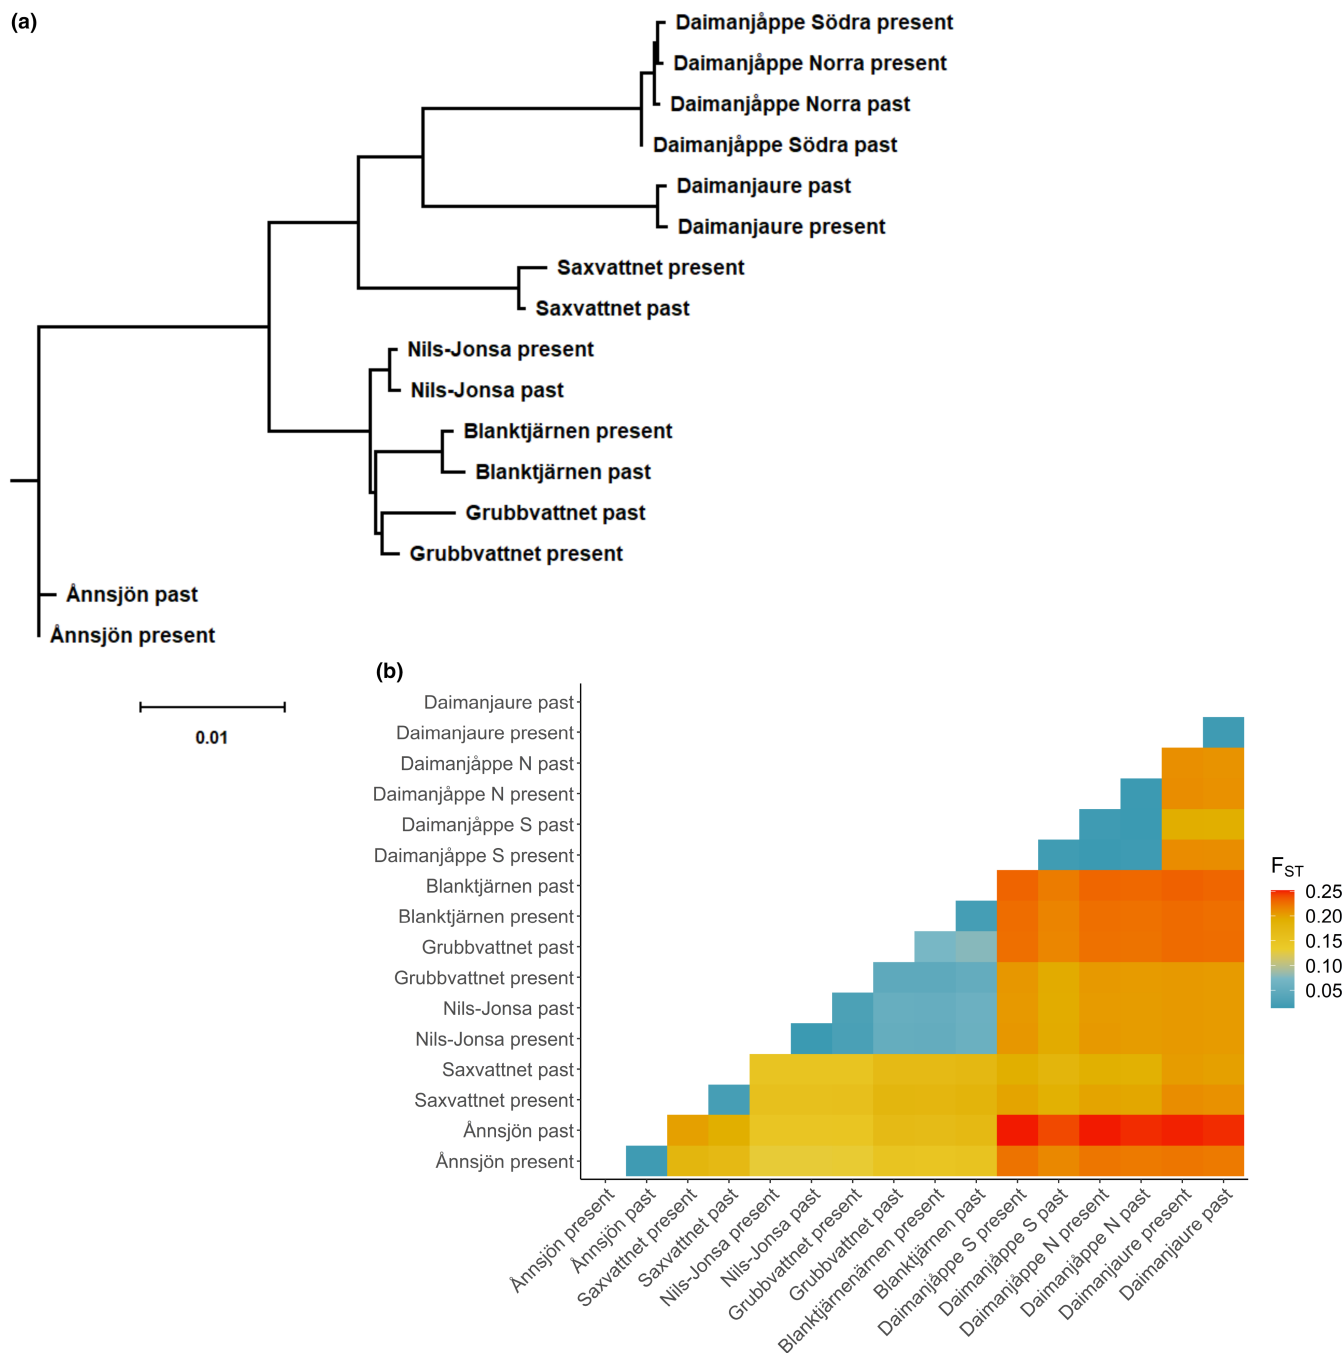 (a)
Daimanjåppe Södra present
Daimanjåppe Norra present
Daimanjåppe Norra past
Daimanjåppe Södra past
Daimanjaure past
Daimanjaure present
Saxvattnet present
Saxvattnet past
Nils-Jonsa present
Nils-Jonsa past
Blanktjärnen present
Blanktjärnen past
Grubbvattnet past
Grubbvattnet present
Ånnsjön past
Ånnsjön present
0.01
(b)
Daimanjaure past
Daimanjaure present
Daimanjåppe N past
Daimanjåppe N present
Daimanjåppe S past
Daimanjåppe S present
Blanktjärnen past
Blanktjärnen present
Grubbvattnet past
Grubbvattnet present
Nils-Jonsa past
Nils-Jonsa present
Saxvattnet past
Saxvattnet present
Ånnsjön past
Ånnsjön present
Ånnsjön present
Ånnsjön past
Saxvattnet present
Saxvattnet past
Nils-Jonsa present
Nils-Jonsa past
Grubbvattnet present
Grubbvattnet past
Blanktjärnenärnen present
Blanktjärnen past
Daimanjåppe S present
Daimanjåppe S past
Daimanjåppe N present
Daimanjåppe N past
Daimanjaure present
Daimanjaure past
FST
0.25
0.20
0.15
0.10
0.05